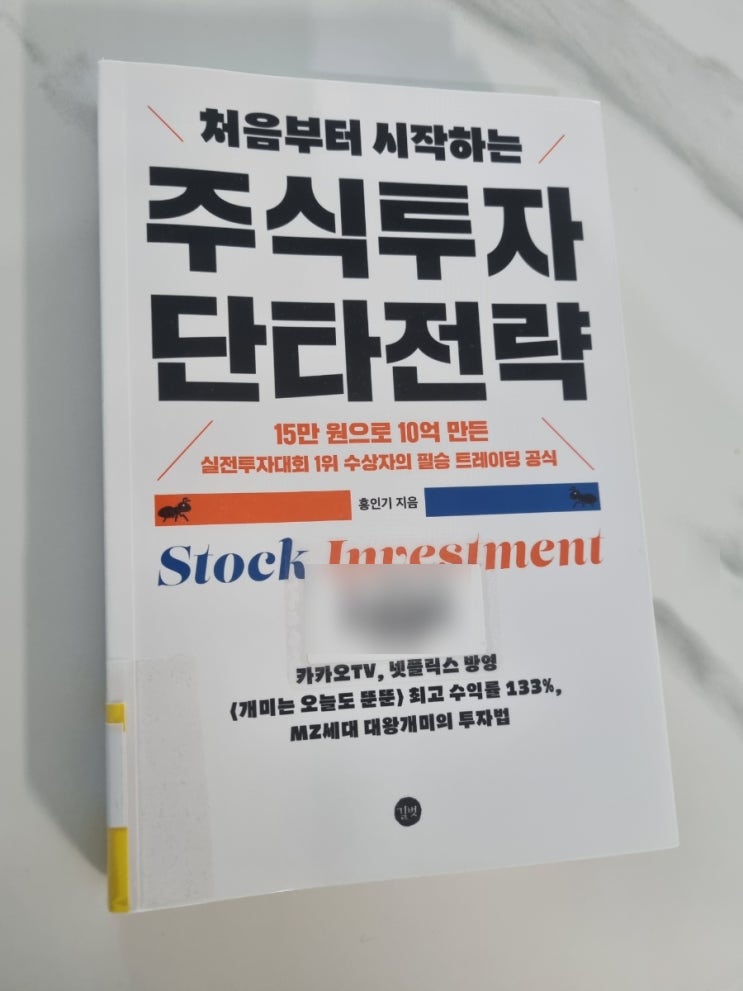 처음부터 시작하는
주식투자
단타전략
15만 원으로 10억 만든
실전투자대회 1위 수상자의 필승 트레이딩 공식
홍인기 지음
Stock Investment
카카오TV, 넷플릭스 방영
〈개미는 오늘도 뚠뚠〉 최고 수익률 133%,
MZ세대 대왕개미의 투자법
길벗